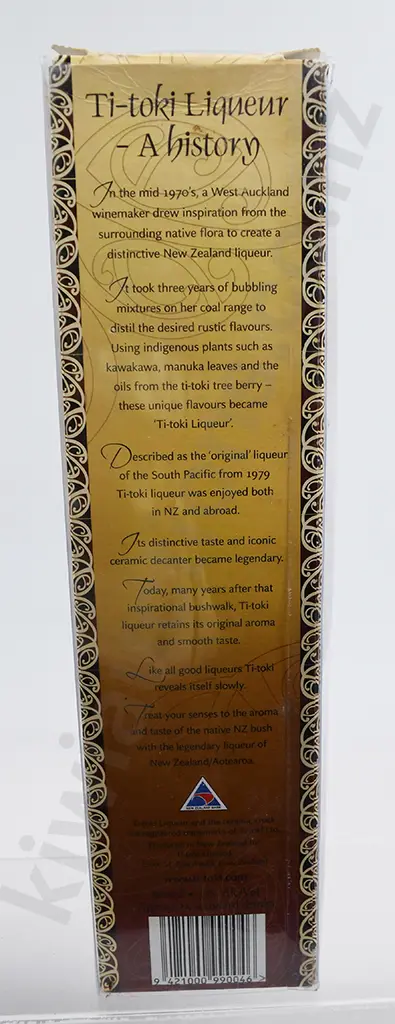 Ti-toki Liqueur
– A history
In the mid 1970's, a West Auckland
winemaker drew inspiration from the
surrounding native flora to create a
distinctive New Zealand liqueur.
It took three years of bubbling
mixtures on her coal range to
distil the desired rustic flavours.
Using indigenous plants such as
kawakawa, manuka leaves and the
oils from the ti-toki tree berry –
these unique flavours became
'Ti-toki Liqueur'.
Described as the 'original' liqueur
of the South Pacific from 1979
Ti-toki liqueur was enjoyed both
in NZ and abroad.
Its distinctive taste and iconic
ceramic decanter became legendary.
Today, many years after that
inspirational bushwalk, Ti-toki
liqueur retains its original aroma
and smooth taste.
Like all good liqueurs Ti-toki
reveals itself slowly.
Treat your senses to the aroma
and taste of the native NZ bush
with the legendary liqueur of
New Zealand/Aotearoa.
NEW ZEALAND MADE
9 421000 990046 >